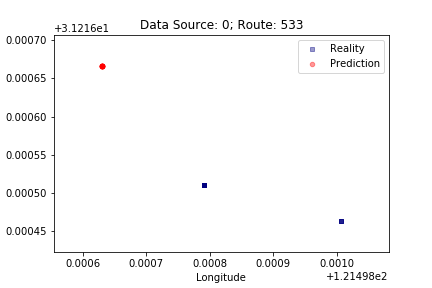 Data Source: 0; Route: 533
+3.1216e1
0.00070
0.00065
0.00060
0.00055
0.00050
0.00045
Reality
Prediction
0.0006 0.0007 0.0008 0.0009 0.0010
Longitude
+1.21498e2